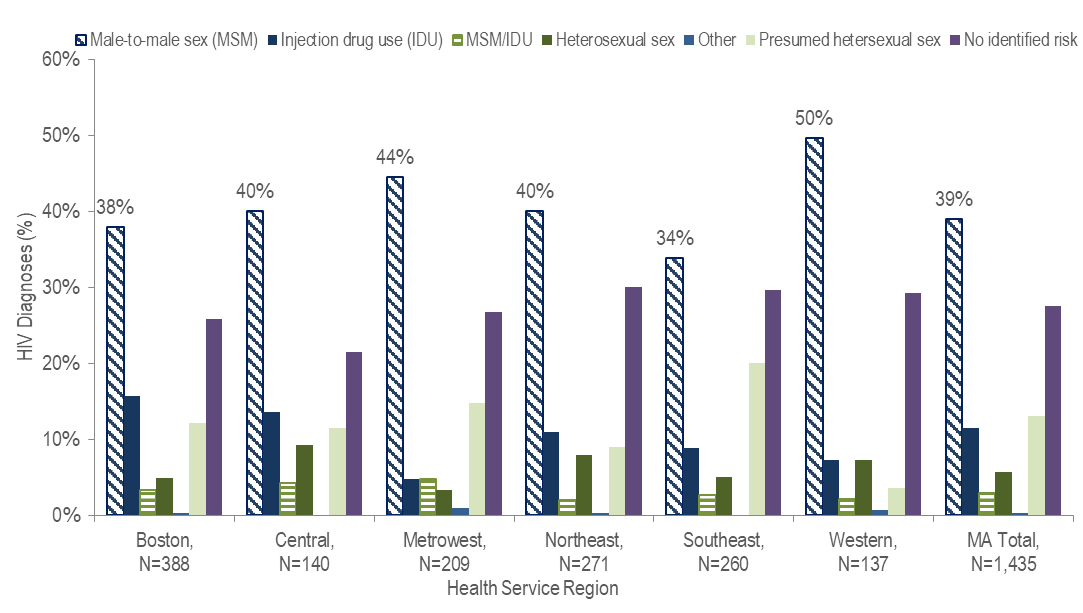 Male-to-male sex (MSM) Injection drug use (IDU) MSM/IDU Heterosexual sex Other Presumed hetersexual sex No identified risk
60%
50%
40%
30%
20%
10%
0%
HIV Diagnoses (%)
38%
40%
44%
40%
34%
50%
39%
Boston, Central, Metrowest, Northeast, Southeast, Western, MA Total,
N=388 N=140 N=209 N=271 N=260 N=137 N=1,435
Health Service Region